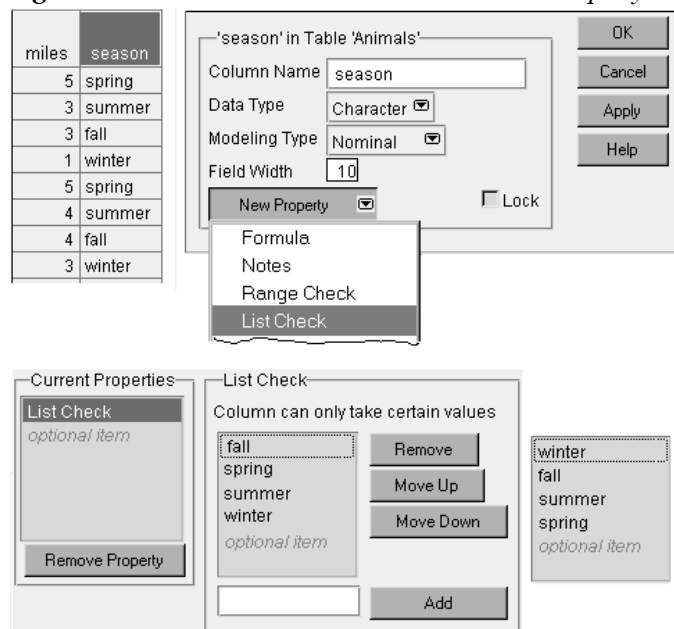 miles season
5 spring
3 summer
3 fall
1 winter
5 spring
4 summer
4 fall
3 winter
'season' in Table 'Animals'
Column Name season
Data Type Character
Modeling Type Nominal
Field Width 10
New Property
Lock
Formula
Notes
Range Check
List Check
OK
Cancel
Apply
Help
Current Properties
List Check
optional item
Remove Property
List Check
Column can only take certain values
fall
spring
summer
winter
optional item
Remove
Move Up
Move Down
Add
winter
fall
summer
spring
optional item